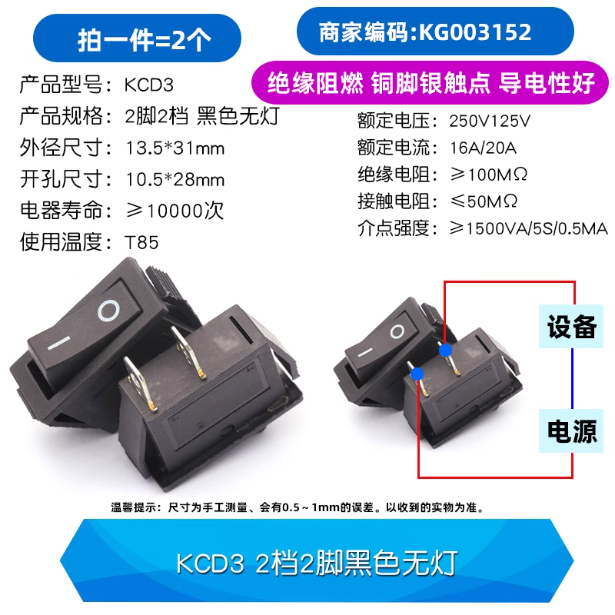 拍一件=2个
商家编码:KG003152
绝缘阻燃 铜脚银触点 导电性好
产品型号: KCD3
产品规格: 2脚2档 黑色无灯
外径尺寸: 13.5*31mm
开孔尺寸: 10.5*28mm
电器寿命: ≥10000次
使用温度: T85
额定电压: 250V125V
额定电流: 16A/20A
绝缘电阻: ≥100MΩ
接触电阻: ≤50MΩ
介点强度: ≥1500VA/5S/0.5MA
设备
电源
温馨提示:尺寸为手工测量、会有0.5~1mm的误差。以收到的实物为准。
KCD3 2档2脚黑色无灯